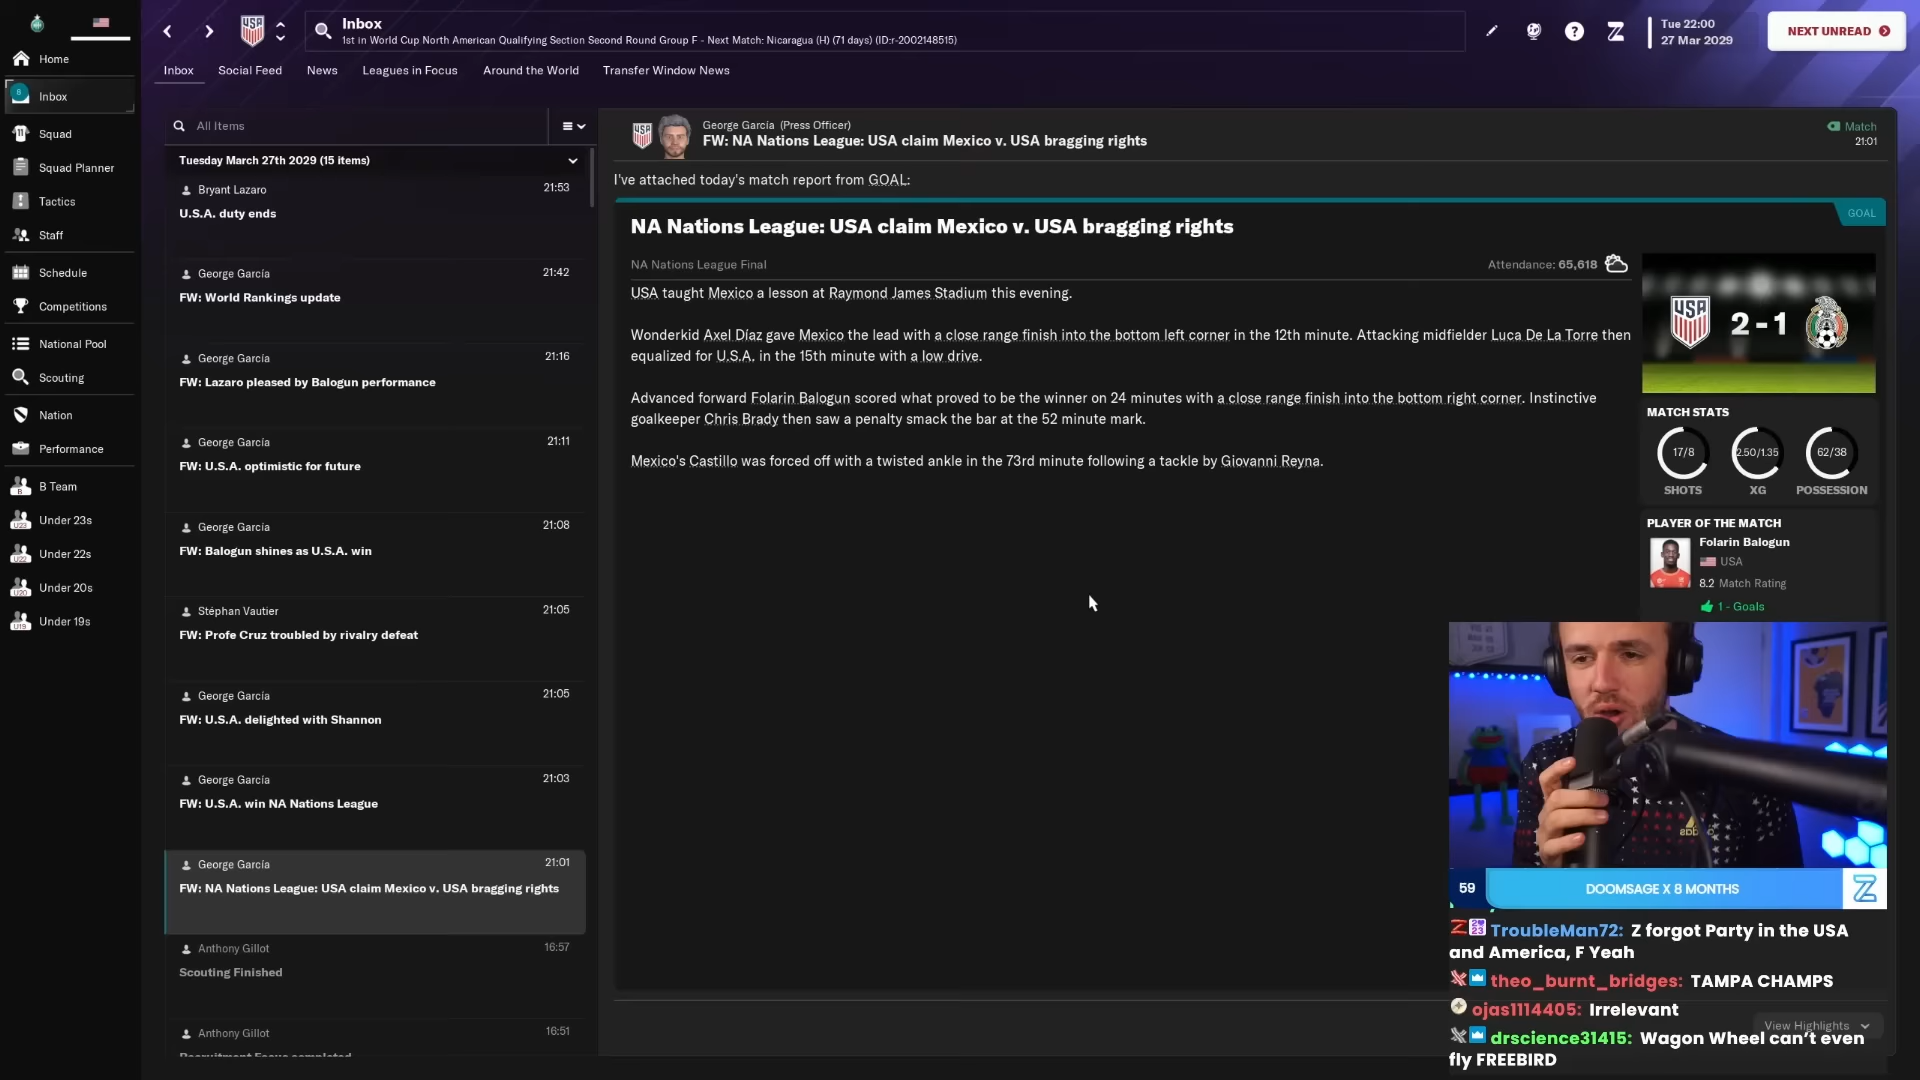 Inbox
1st in World Cup North American Qualifying Section Second Round Group F - Next Match: Nicaragua (H) (71 days) (ID:r-2002148515)
Tue 22:00
27 Mar 2029
NEXT UNREAD
Inbox Social Feed News Leagues in Focus Around the World Transfer Window News
Home
8
Inbox
Squad
Squad Planner
Tactics
Staff
Schedule
Competitions
National Pool
Scouting
Nation
Performance
B Team
Under 23s
Under 22s
Under 20s
Under 19s
All Items
Tuesday March 27th 2029 (15 items)
Bryant Lazaro 21:53
U.S.A. duty ends
George García 21:42
FW: World Rankings update
George García 21:16
FW: Lazaro pleased by Balogun performance
George García 21:11
FW: U.S.A. optimistic for future
George García 21:08
FW: Balogun shines as U.S.A. win
Stéphan Vautier 21:05
FW: Profe Cruz troubled by rivalry defeat
George García 21:05
FW: U.S.A. delighted with Shannon
George García 21:03
FW: U.S.A. win NA Nations League
George García 21:01
FW: NA Nations League: USA claim Mexico v. USA bragging rights
Anthony Gillot 16:57
Scouting Finished
Anthony Gillot 16:51
Recruitment Focus completed
George García (Press Officer)
FW: NA Nations League: USA claim Mexico v. USA bragging rights
Match
21:01
I've attached today's match report from GOAL:
GOAL
NA Nations League: USA claim Mexico v. USA bragging rights
NA Nations League Final Attendance: 65,618
USA taught Mexico a lesson at Raymond James Stadium this evening.
Wonderkid Axel Díaz gave Mexico the lead with a close range finish into the bottom left corner in the 12th minute. Attacking midfielder Luca De La Torre then
equalized for U.S.A. in the 15th minute with a low drive.
Advanced forward Folarin Balogun scored what proved to be the winner on 24 minutes with a close range finish into the bottom right corner. Instinctive
goalkeeper Chris Brady then saw a penalty smack the bar at the 52 minute mark.
Mexico's Castillo was forced off with a twisted ankle in the 73rd minute following a tackle by Giovanni Reyna.
USA 2 - 1
MATCH STATS
17/8 2.50/1.35 62/38
SHOTS XG POSSESSION
PLAYER OF THE MATCH
Folarin Balogun
USA
8.2 Match Rating
1 - Goals
adidas
59 DOOMSAGE X 8 MONTHS
TroubleMan72: Z forgot Party in the USA
and America, F Yeah
theo_burnt_bridges: TAMPA CHAMPS
ojas1114405: Irrelevant
View Highlights
drscience31415: Wagon Wheel can't even
fly FREEBIRD